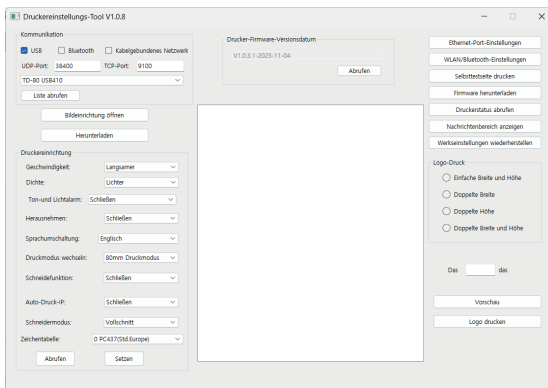 Druckereinstellungs-Tool V1.0.8
Kommunikation
USB Bluetooth Kabelgebundenes Netzwerk
UDP-Port: 38400 TCP-Port: 9100
TD-80 USB410
Liste abrufen
Bildeinrichtung öffnen
Herunterladen
Druckereinrichtung
Geschwindigkeit: Langsamer
Dichte: Lichter
Ton-und Lichtalarm: Schließen
Herausnehmen: Schließen
Sprachumschaltung: Englisch
Druckmodus wechseln: 80mm Druckmodus
Schneidefunktion: Schließen
Auto-Druck-IP: Schließen
Schneidermodus: Vollschnitt
Zeichentabelle: 0 PC437(Std.Europe)
Abrufen Setzen
Drucker-Firmware-Versionsdatum
V1.0.5.1-2025-11-04
Abrufen
Ethernet-Port-Einstellungen
WLAN/Bluetooth-Einstellungen
Selbsttestseite drucken
Firmware herunterladen
Druckerstatus abrufen
Nachrichtenbereich anzeigen
Werkseinstellungen wiederherstellen
Logo-Druck
Einfache Breite und Höhe
Doppelte Breite
Doppelte Höhe
Doppelte Breite und Höhe
Das das
Vorschau
Logo drucken